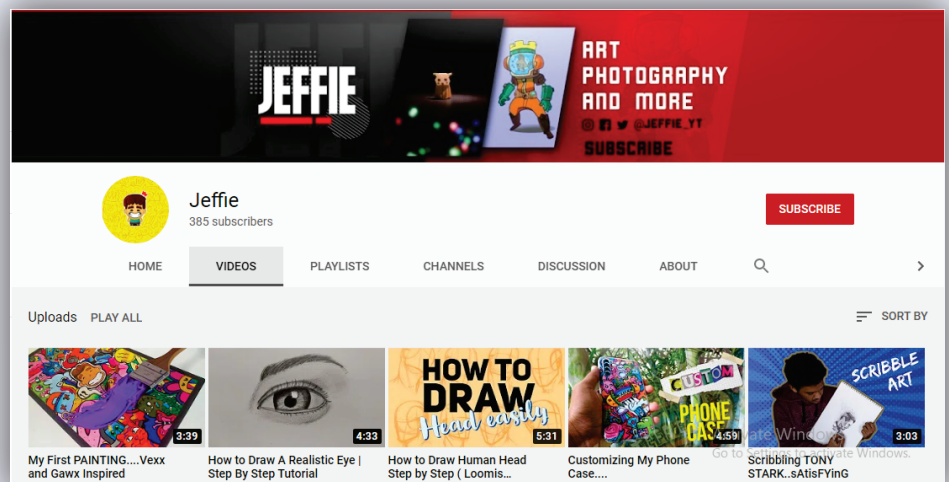 JEFFIE
ART
PHOTOGRAPHY
AND MORE
@JEFFIE_YT
SUBSCRIBE
Jeffie
385 subscribers
SUBSCRIBE
HOME VIDEOS PLAYLISTS CHANNELS DISCUSSION ABOUT
Uploads PLAY ALL SORT BY
3:39
4:33
HOW TO
DRAW
Head easily
5:31
CUSTOM
PHONE
CASE
4:59
SCRIBBLE
ART
3:03
My First PAINTING....Vexx
and Gawx Inspired
How to Draw A Realistic Eye |
Step By Step Tutorial
How to Draw Human Head
Step by Step ( Loomis...
Customizing My Phone
Case....
Scribbling TONY
STARK..sAtisFYinG
Activate Windows
Go to Settings to activate Windows.